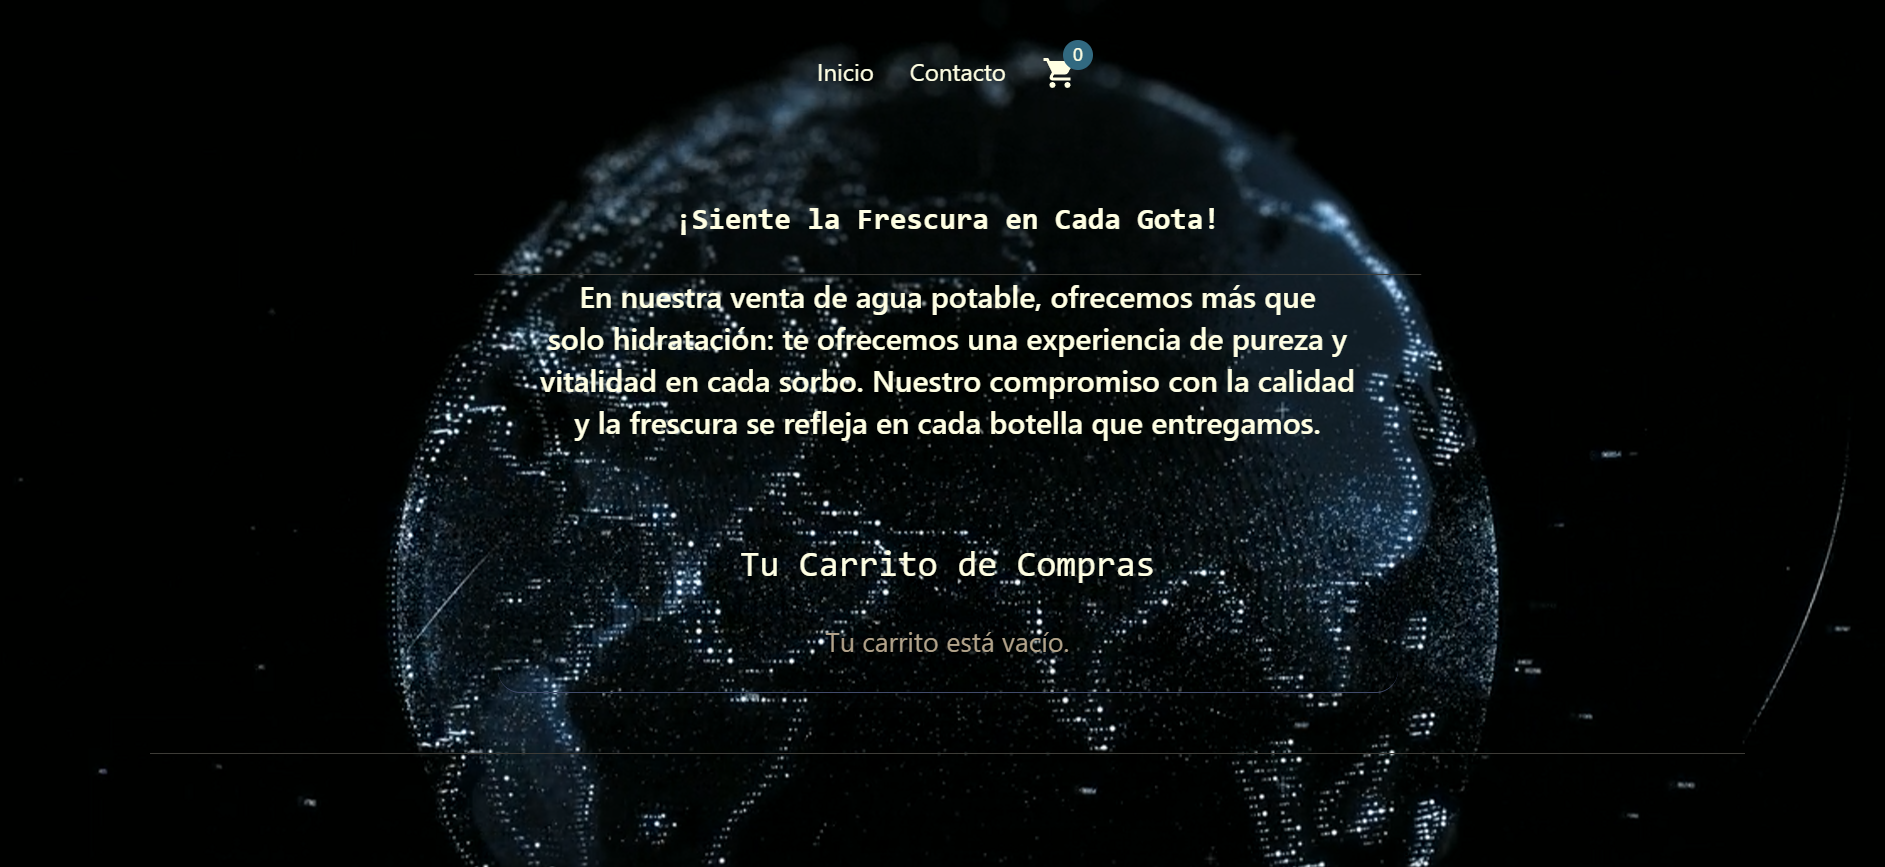 Inicio Contacto 0
¡Siente la Frescura en Cada Gota!
En nuestra venta de agua potable, ofrecemos más que
solo hidratación: te ofrecemos una experiencia de pureza y
vitalidad en cada sorbo. Nuestro compromiso con la calidad
y la frescura se refleja en cada botella que entregamos.
Tu Carrito de Compras
Tu carrito está vacío.